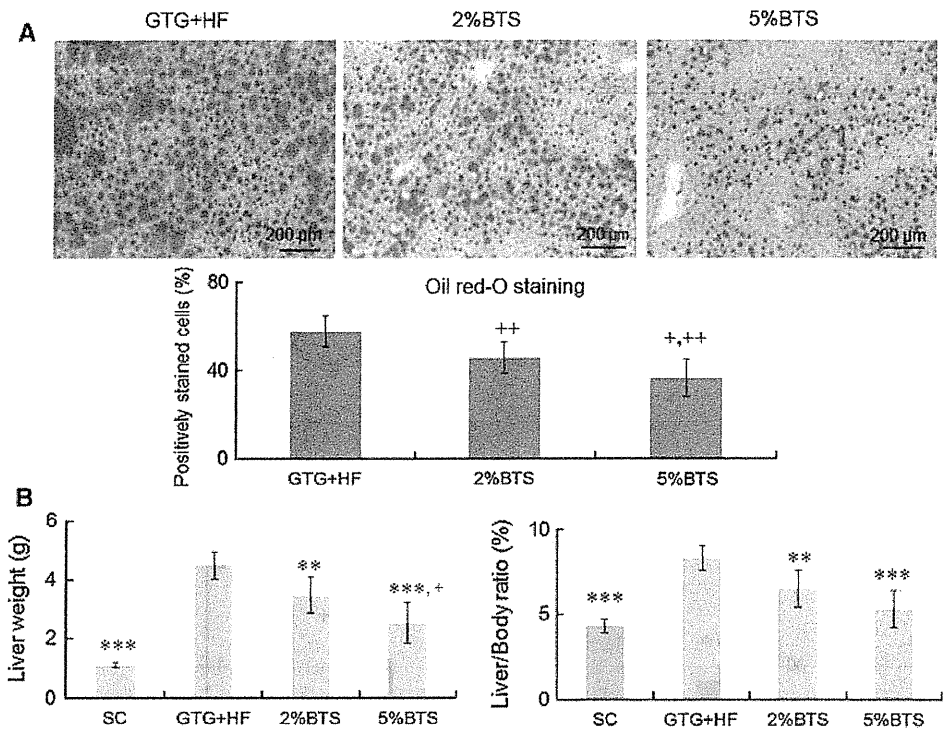 GTG+HF 2%BTS 5%BTS
A
200 µm 200 µm 200 µm
Oil red-O staining
Positively stained cells (%)
80
40
0
++
+,++
GTG+HF 2%BTS 5%BTS
B
Liver weight (g)
6
4
2
0
***
**
***,+
SC GTG+HF 2%BTS 5%BTS
Liver/Body ratio (%)
10
5
0
***
**
***
SC GTG+HF 2%BTS 5%BTS